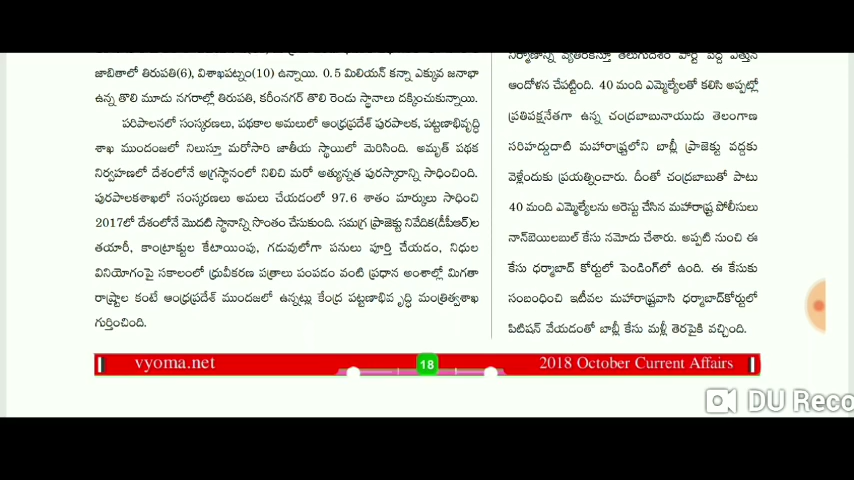 జాబితాలో తిరుపతి(6), విశాఖపట్నం(10) ఉన్నాయి. 0.5 మిలియన్ కన్నా ఎక్కువ జనాభా
ఉన్న తొలి మూడు నగరాల్లో తిరుపతి, కరీంనగర్ తొలి రెండు స్థానాలు దక్కించుకున్నాయి.
పరిపాలనలో సంస్కరణలు, పథకాల అమలులో ఆంధ్రప్రదేశ్ పురపాలక, పట్టణాభివృద్ధి
శాఖ ముందంజలో నిలుస్తూ మరోసారి జాతీయ స్థాయిలో మెరిసింది. అమృత్ పథక
నిర్వహణలో దేశంలోనే అగ్రస్థానంలో నిలిచి మరో అత్యున్నత పురస్కారాన్ని సాధించింది.
పురపాలకశాఖలో సంస్కరణలు అమలు చేయడంలో 97.6 శాతం మార్కులు సాధించి
2017లో దేశంలోనే మొదటి స్థానాన్ని సొంతం చేసుకుంది. సమగ్ర ప్రాజెక్టు నివేదిక(డీపీఆర్)ల
తయారీ, కాంట్రాక్టుల కేటాయింపు, గడువులోగా పనులు పూర్తి చేయడం, నిధుల
వినియోగంపై సకాలంలో ధ్రువీకరణ పత్రాలు పంపడం వంటి ప్రధాన అంశాల్లో మిగతా
రాష్ట్రాల కంటే ఆంధ్రప్రదేశ్ ముందజలో ఉన్నట్లు కేంద్ర పట్టణాభివృద్ధి మంత్రిత్వశాఖ
గుర్తించింది.
నిర్మాణాన్ని వ్యతిరేకిస్తూ తెలుగుదేశం పార్టీ పెద్ద ఎత్తున
ఆందోళన చేపట్టింది. 40 మంది ఎమ్మెల్యేలతో కలిసి అప్పట్లో
ప్రతిపక్షనేతగా ఉన్న చంద్రబాబునాయుడు తెలంగాణ
సరిహద్దుదాటి మహారాష్ట్రలోని బాబ్లీ ప్రాజెక్టు వద్దకు
వెళ్లేందుకు ప్రయత్నించారు. దీంతో చంద్రబాబుతో పాటు
40 మంది ఎమ్మెల్యేలను అరెస్టు చేసిన మహారాష్ట్ర పోలీసులు
నాన్‌బెయిలబుల్ కేసు నమోదు చేశారు. అప్పటి నుంచి ఈ
కేసు ధర్మాబాద్ కోర్టులో పెండింగ్‌లో ఉంది. ఈ కేసుకు
సంబంధించి ఇటీవల మహారాష్ట్రవాసి ధర్మాబాద్‌కోర్టులో
పిటిషన్ వేయడంతో బాబ్లీ కేసు మళ్లీ తెరపైకి వచ్చింది.
vyoma.net
18
2018 October Current Affairs
DU Reco